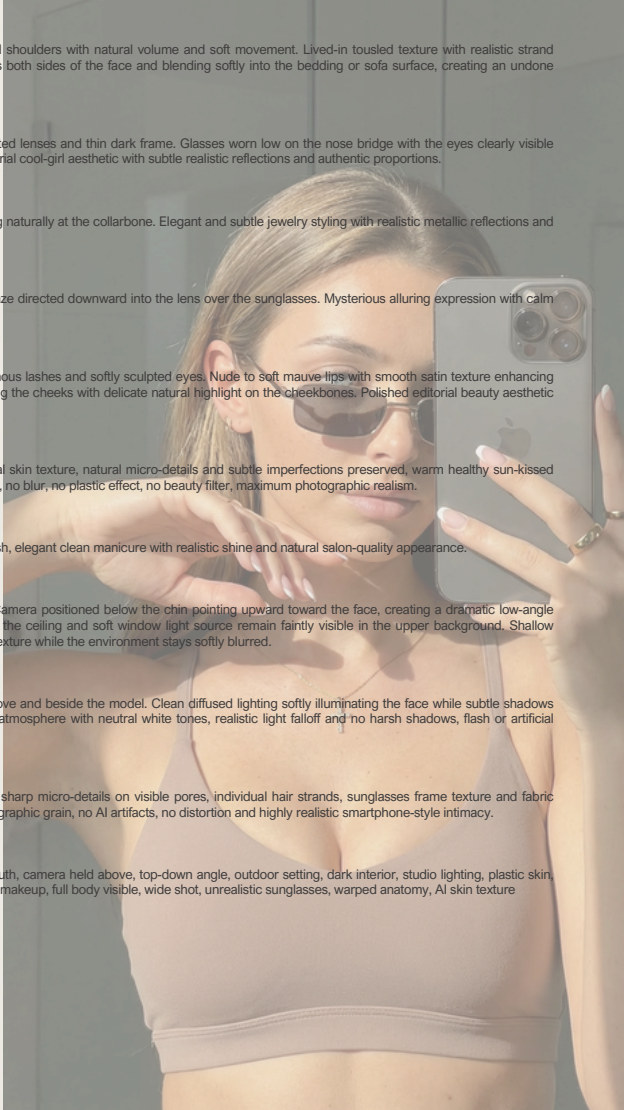 shoulders with natural volume and soft movement. Lived-in tousled texture with realistic strand
both sides of the face and blending softly into the bedding or sofa surface, creating an undone
lenses and thin dark frame. Glasses worn low on the nose bridge with the eyes clearly visible
cool-girl aesthetic with subtle realistic reflections and authentic proportions.
naturally at the collarbone. Elegant and subtle jewelry styling with realistic metallic reflections and
directed downward into the lens over the sunglasses. Mysterious alluring expression with calm
lashes and softly sculpted eyes. Nude to soft mauve lips with smooth satin texture enhancing
the cheeks with delicate natural highlight on the cheekbones. Polished editorial beauty aesthetic
skin texture, natural micro-details and subtle imperfections preserved, warm healthy sun-kissed
no blur, no plastic effect, no beauty filter, maximum photographic realism.
elegant clean manicure with realistic shine and natural salon-quality appearance.
Camera positioned below the chin pointing upward toward the face, creating a dramatic low-angle
the ceiling and soft window light source remain faintly visible in the upper background. Shallow
while the environment stays softly blurred.
and beside the model. Clean diffused lighting softly illuminating the face while subtle shadows
atmosphere with neutral white tones, realistic light falloff and no harsh shadows, flash or artificial
sharp micro-details on visible pores, individual hair strands, sunglasses frame texture and fabric
grain, no AI artifacts, no distortion and highly realistic smartphone-style intimacy.
camera held above, top-down angle, outdoor setting, dark interior, studio lighting, plastic skin,
makeup, full body visible, wide shot, unrealistic sunglasses, warped anatomy, AI skin texture